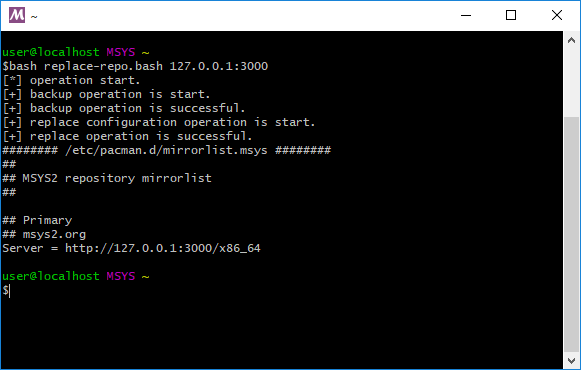 M ~
user@localhost MSYS ~
$bash replace-repo.bash 127.0.0.1:3000
[*] operation start.
[+] backup operation is start.
[+] backup operation is successful.
[+] replace configuration operation is start.
[+] replace operation is successful.
######## /etc/pacman.d/mirrorlist.msys ########
##
## MSYS2 repository mirrorlist
##
## Primary
## msys2.org
Server = http://127.0.0.1:3000/x86_64
user@localhost MSYS ~
$